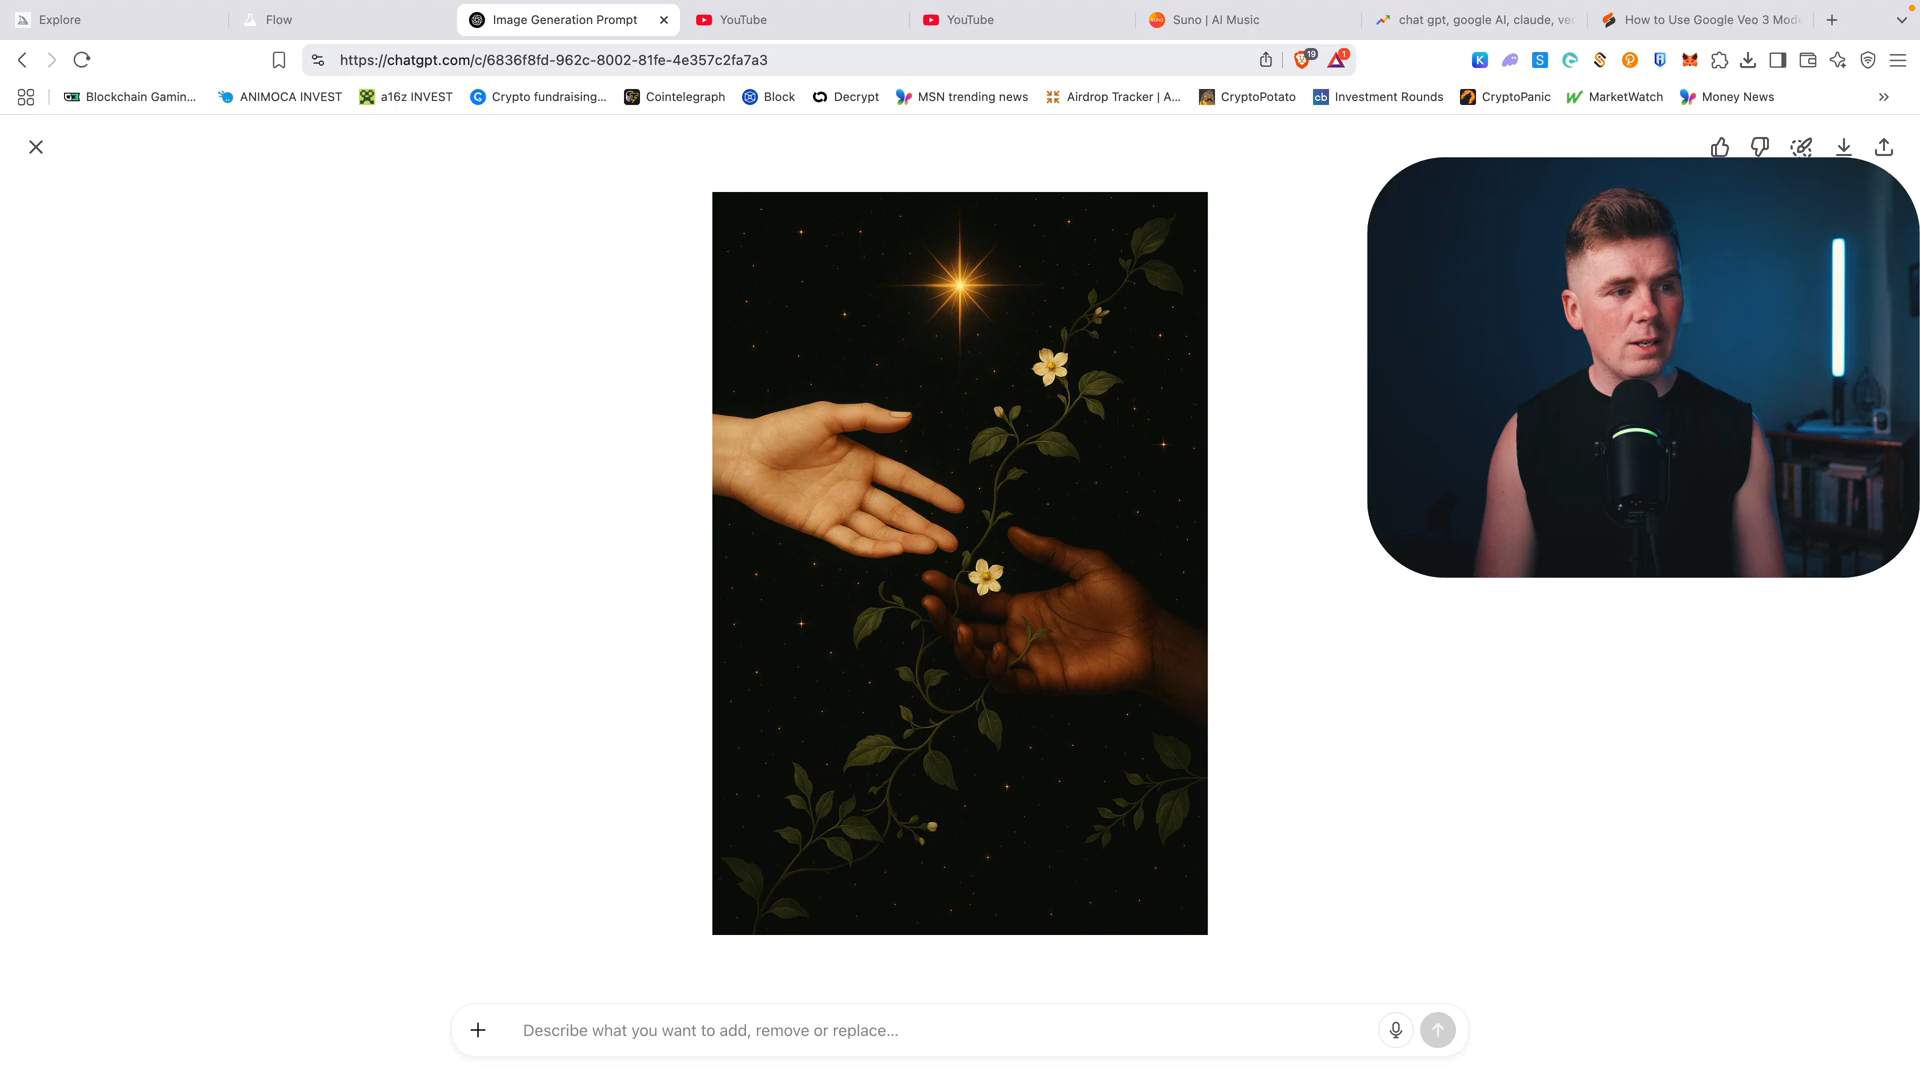 Explore
Flow
Image Generation Prompt
YouTube
YouTube
Suno | AI Music
chat gpt, google AI, claude, vec
How to Use Google Veo 3 Mode
https://chatgpt.com/c/6836f8fd-962c-8002-81fe-4e357c2fa7a3
19
1
Blockchain Gamin...
ANIMOCA INVEST
a16z INVEST
Crypto fundraising...
Cointelegraph
Block
Decrypt
MSN trending news
Airdrop Tracker | A...
CryptoPotato
cb
Investment Rounds
CryptoPanic
MarketWatch
Money News
Describe what you want to add, remove or replace...